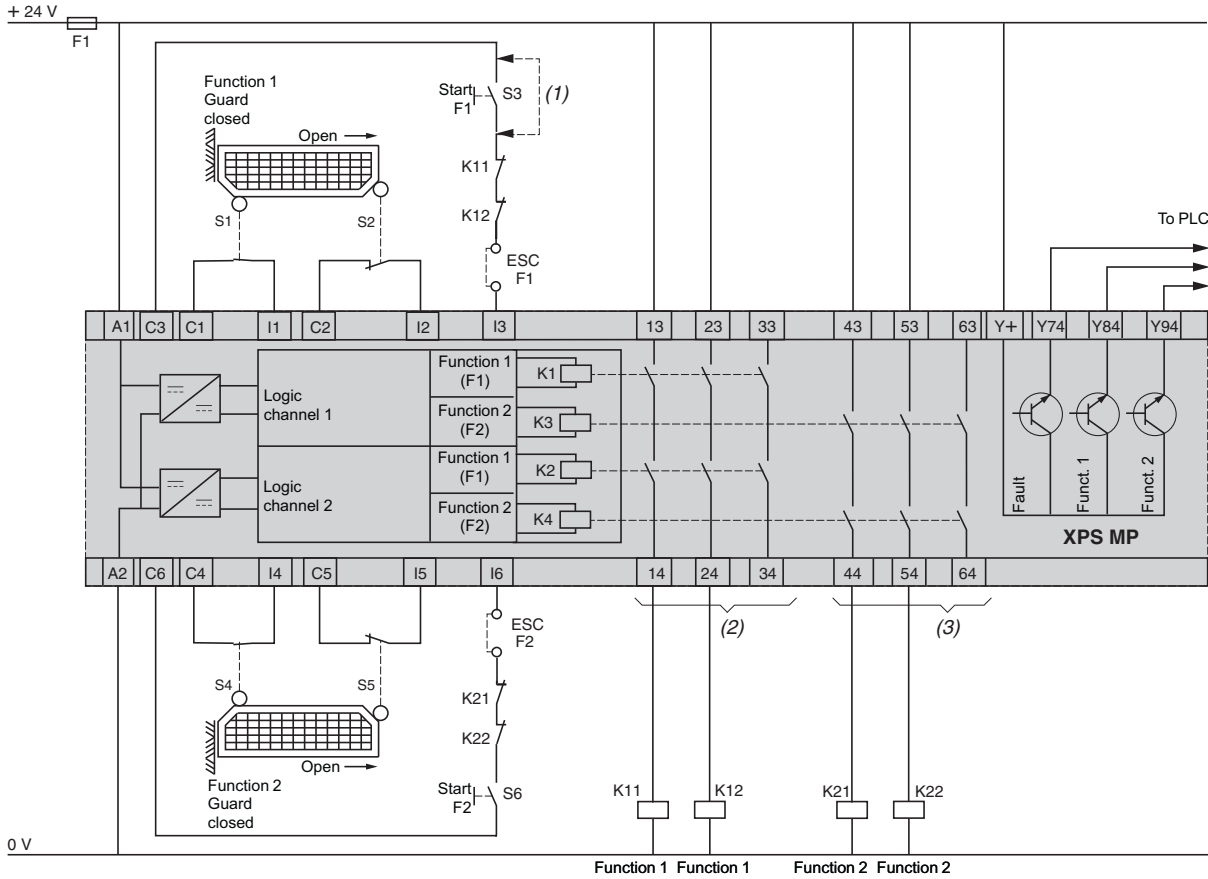 + 24 V
F1
Function 1
Guard
closed
Open
S1
S2
Start
F1
S3
(1)
K11
K12
ESC
F1
To PLC
A1 C3 C1 I1 C2 I2 I3 13 23 33 43 53 63 Y+ Y74 Y84 Y94
Logic
channel 1
Function 1
(F1)
K1
Function 2
(F2)
K3
Logic
channel 2
Function 1
(F1)
K2
Function 2
(F2)
K4
Fault
Funct. 1
Funct. 2
XPS MP
A2 C6 C4 I4 C5 I5 I6 14 24 34 44 54 64
(2)
(3)
ESC
F2
S4
S5
K21
K22
Open
Function 2
Guard
closed
Start
F2
S6
K11 K12 K21 K22
0 V
Function 1 Function 1 Function 2 Function 2